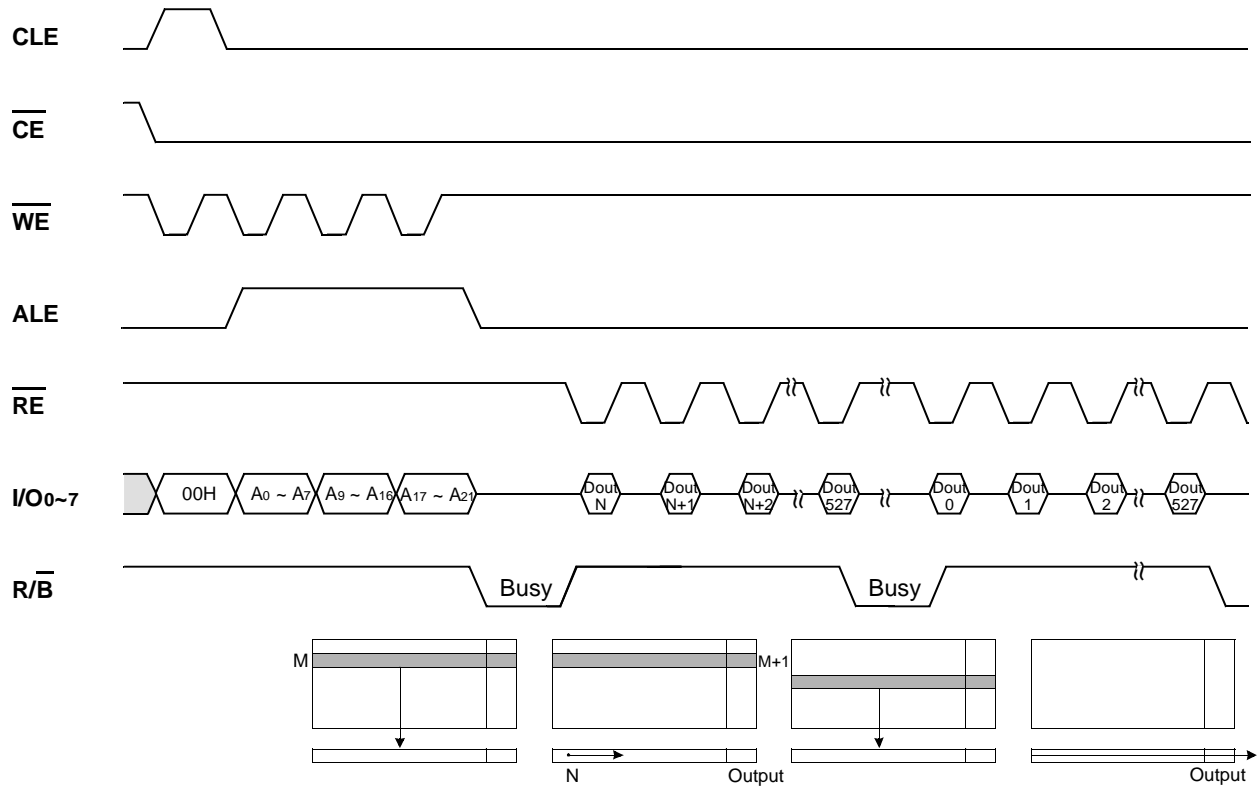 CLE
CE
WE
ALE
RE
I/O0~7 00H A0 ~ A7 A9 ~ A16 A17 ~ A21 Dout N Dout N+1 Dout N+2 Dout 527 Dout 0 Dout 1 Dout 2 Dout 527
R/B Busy Busy
M M+1
N Output Output